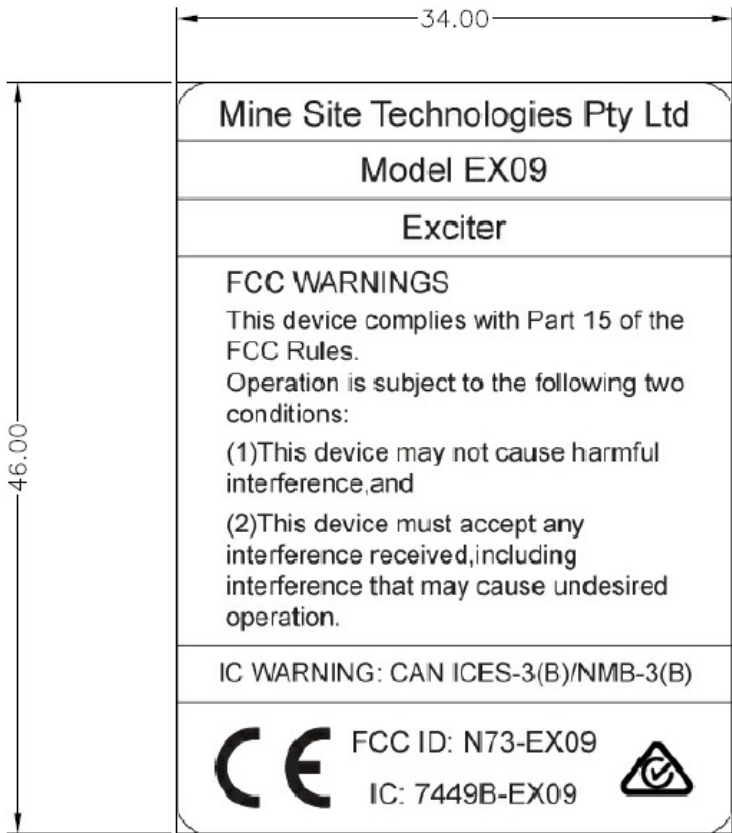 34.00
46.00
Mine Site Technologies Pty Ltd
Model EX09
Exciter
FCC WARNINGS
This device complies with Part 15 of the
FCC Rules.
Operation is subject to the following two
conditions:
(1)This device may not cause harmful
interference,and
(2)This device must accept any
interference received,including
interference that may cause undesired
operation.
IC WARNING: CAN ICES-3(B)/NMB-3(B)
CE
FCC ID: N73-EX09
IC: 7449B-EX09